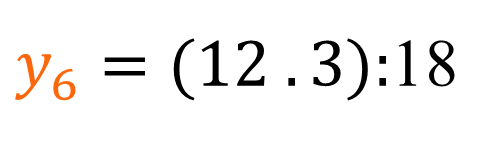 y₆ = (12 . 3):18